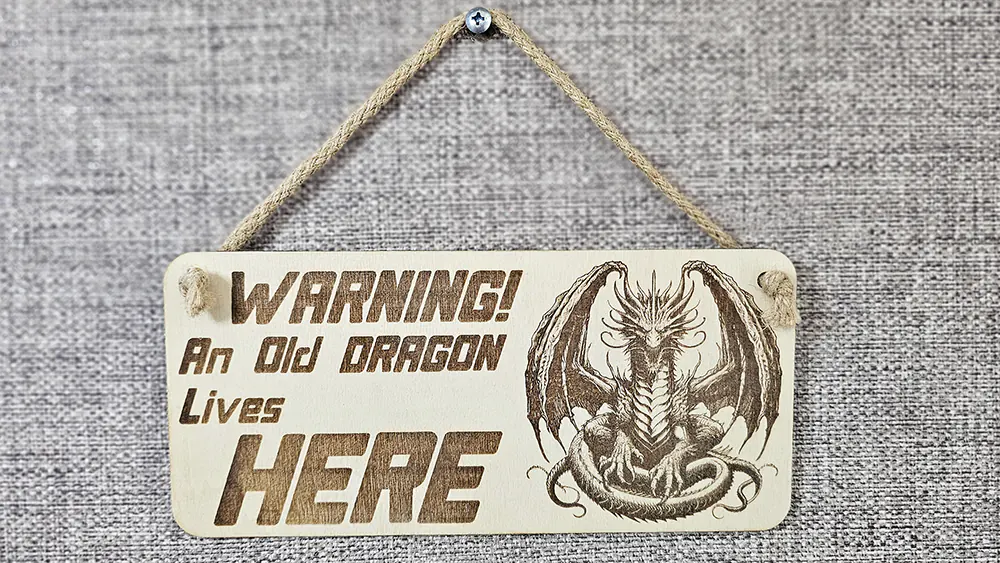 WARNING!
An Old DRAGON
Lives
HERE